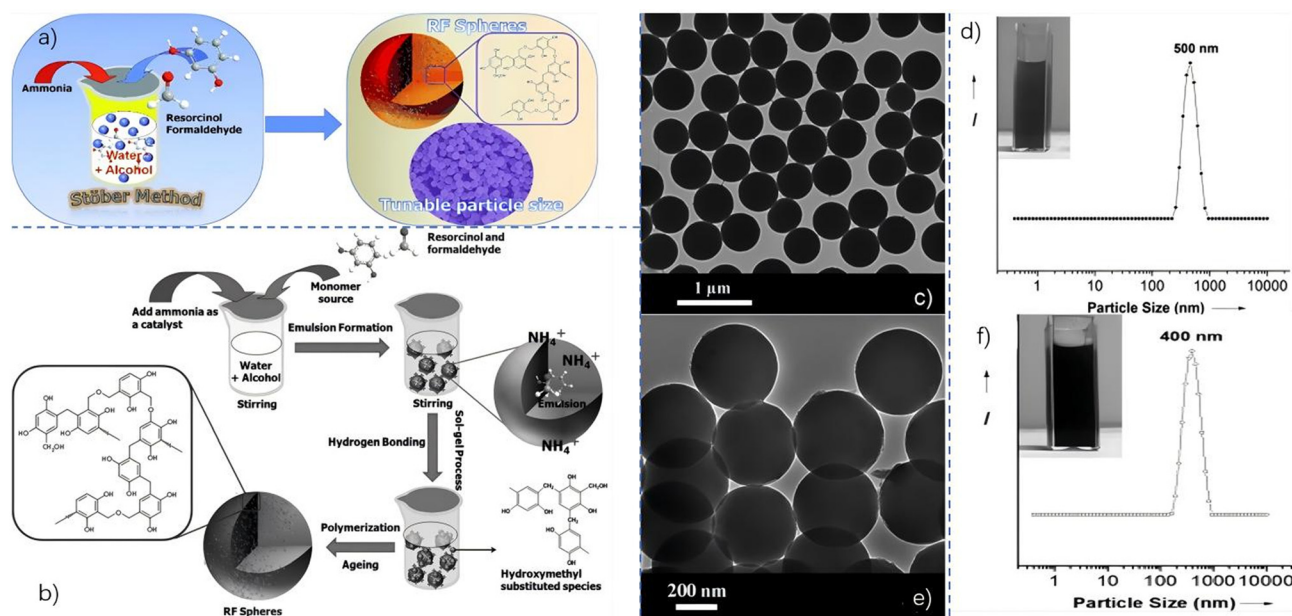 a)
RF Spheres
Ammonia
Resorcinol
Formaldehyde
Water
+ Alcohol
Stöber Method
Tunable particle size
Resorcinol and
formaldehyde
Monomer
source
Add ammonia as
a catalyst
Emulsion Formation
Water
+ Alcohol
Stirring
Stirring
NH4+
NH4+
Emulsion
NH4+
Hydrogen Bonding
Sol-gel Process
Polymerization
Ageing
Hydroxymethyl
substituted species
RF Spheres
b)
1 µm
c)
200 nm
e)
d)
500 nm
I
1 10 100 1000 10000
Particle Size (nm)
f)
400 nm
I
1 10 100 1000 10000
Particle Size (nm)